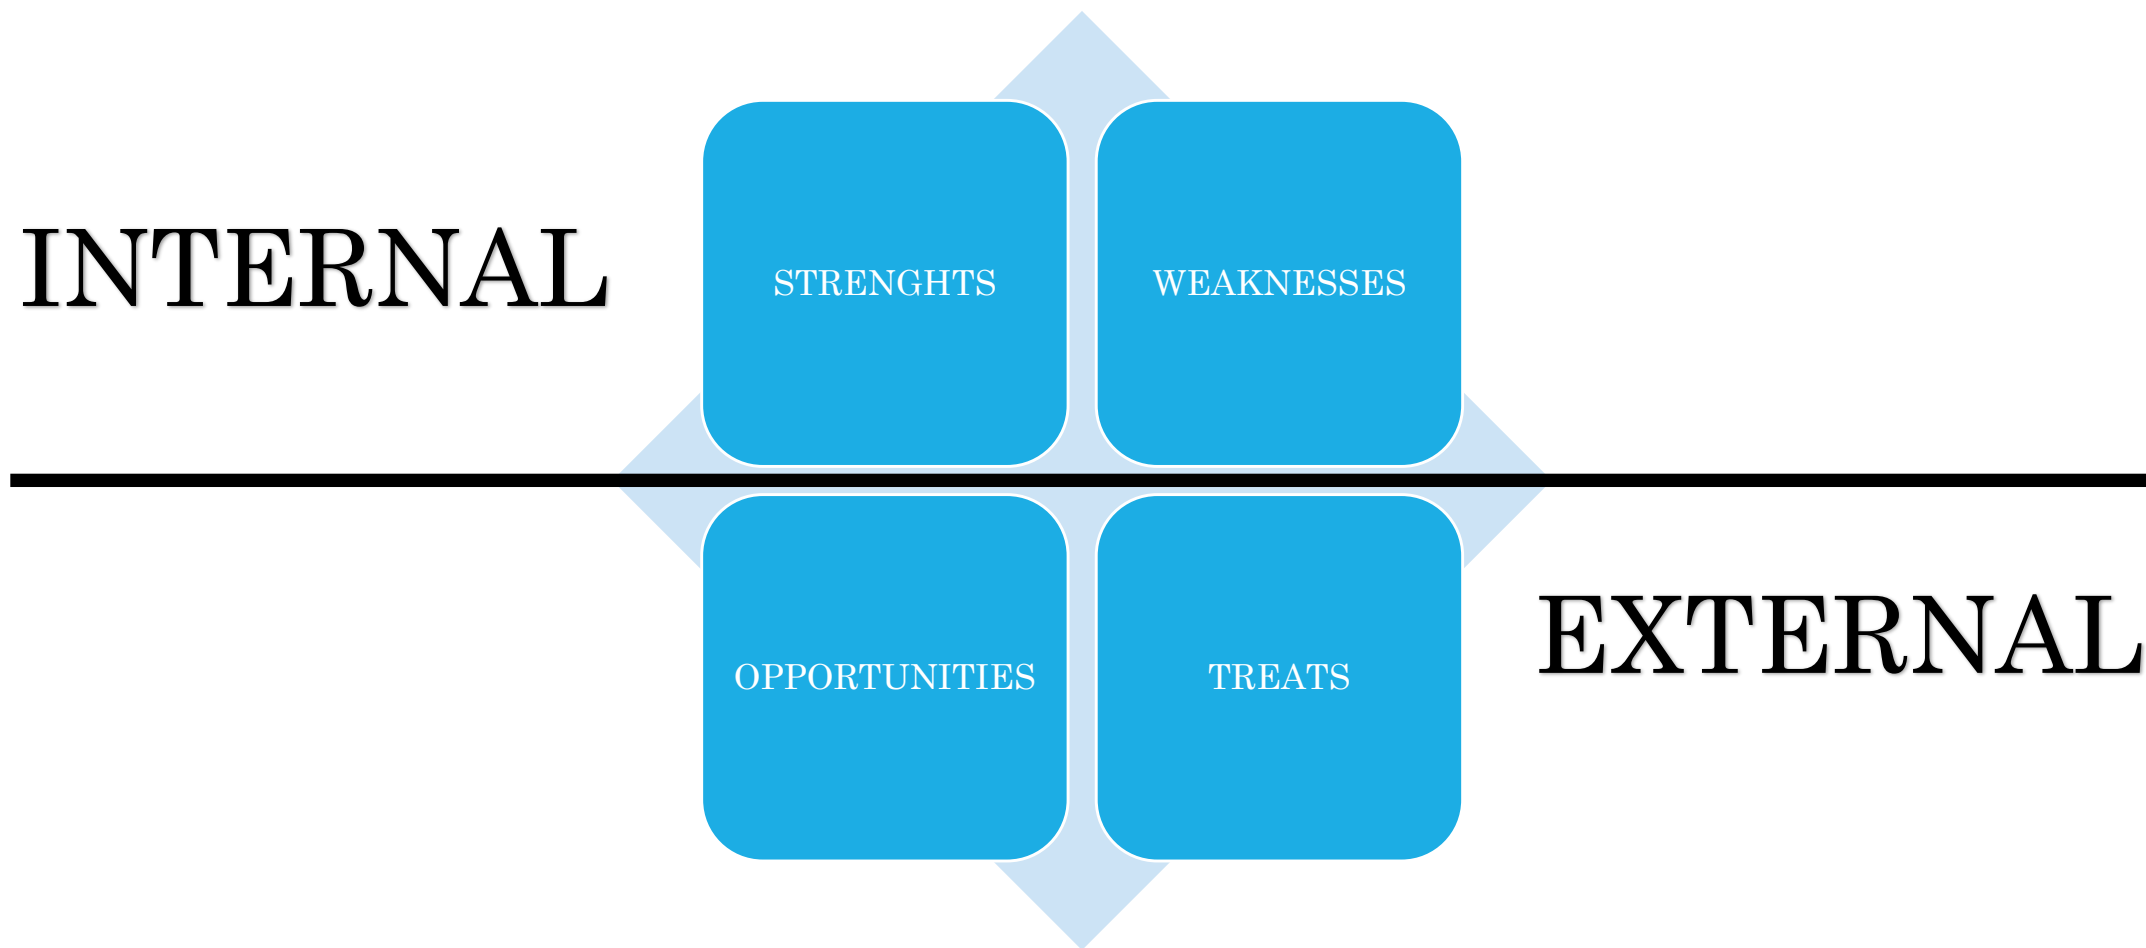 INTERNAL
STRENGHTS
WEAKNESSES
OPPORTUNITIES
TREATS
EXTERNAL